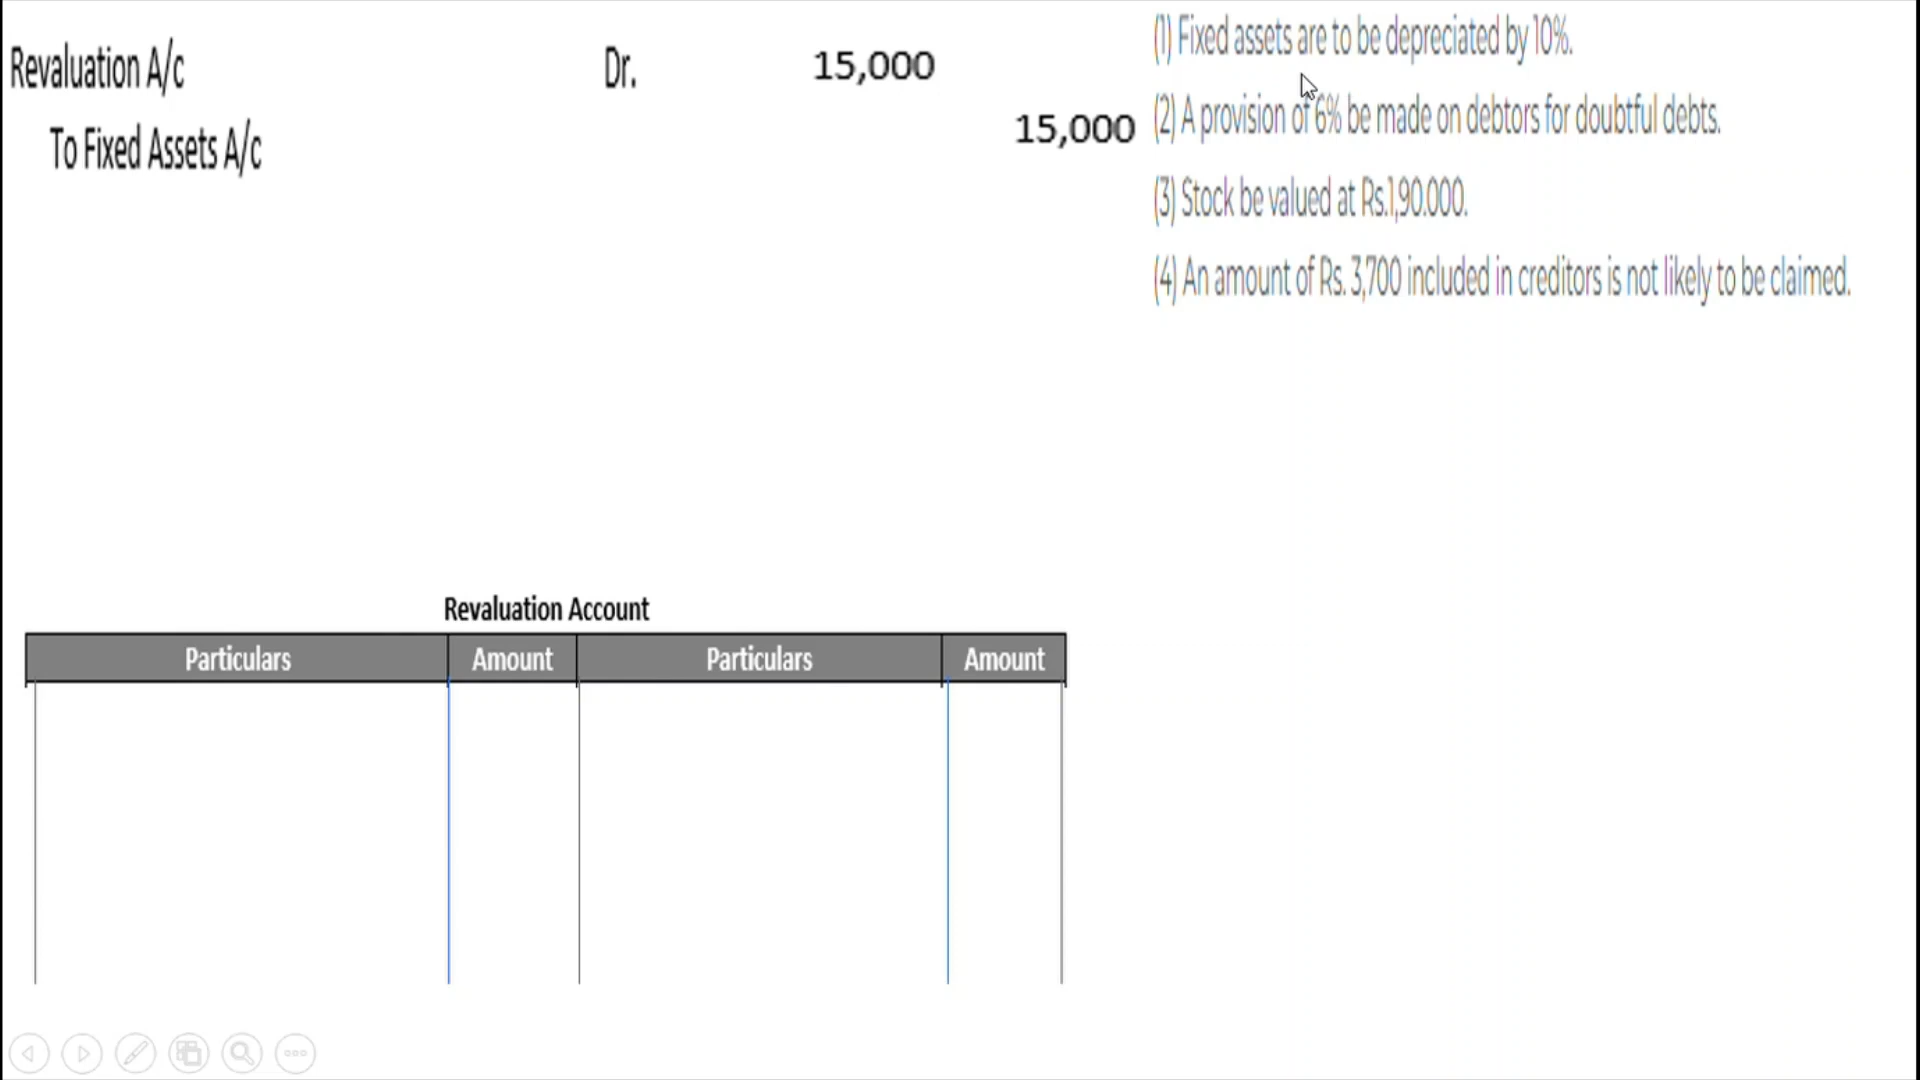 Revaluation A/c Dr. 15,000
To Fixed Assets A/c 15,000
(1) Fixed assets are to be depreciated by 10%.
(2) A provision of 6% be made on debtors for doubtful debts.
(3) Stock be valued at Rs.1,90.000.
(4) An amount of Rs. 3,700 included in creditors is not likely to be claimed.
Revaluation Account
Particulars Amount Particulars Amount